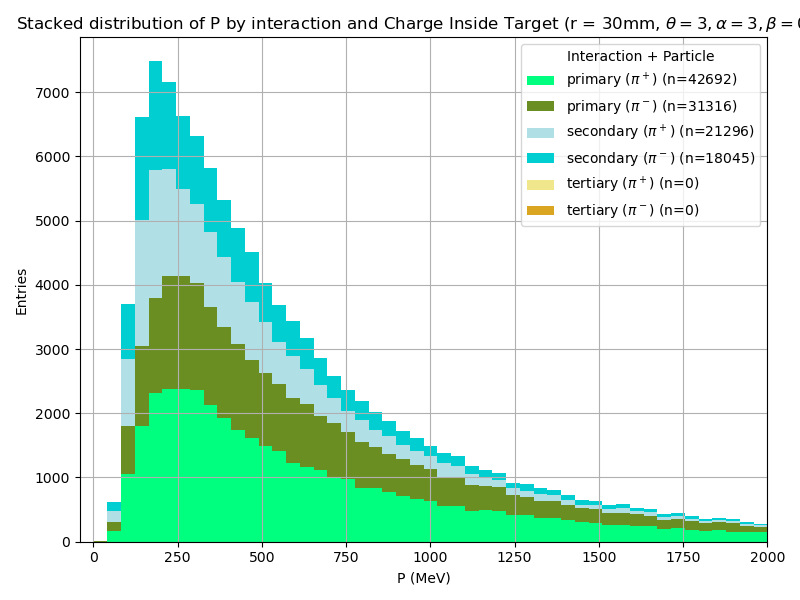 Stacked distribution of P by interaction and Charge Inside Target (r = 30mm, θ = 3, α = 3, β = 0
Interaction + Particle
primary (π⁺) (n=42692)
primary (π⁻) (n=31316)
secondary (π⁺) (n=21296)
secondary (π⁻) (n=18045)
tertiary (π⁺) (n=0)
tertiary (π⁻) (n=0)
Entries
7000
6000
5000
4000
3000
2000
1000
0
0 250 500 750 1000 1250 1500 1750 2000
P (MeV)